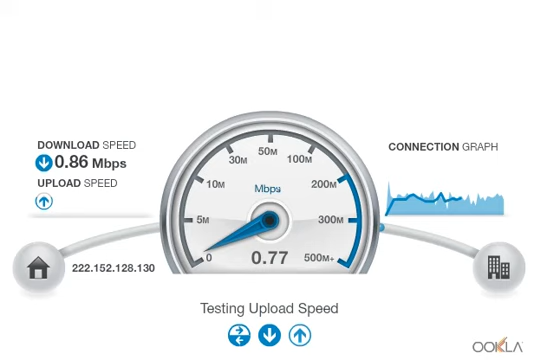 DOWNLOAD SPEED
0.86 Mbps
UPLOAD SPEED
CONNECTION GRAPH
0
5M
10M
30M
50M
100M
200M
300M
500M+
Mbps
0.77
222.152.128.130
Testing Upload Speed
OOKLA